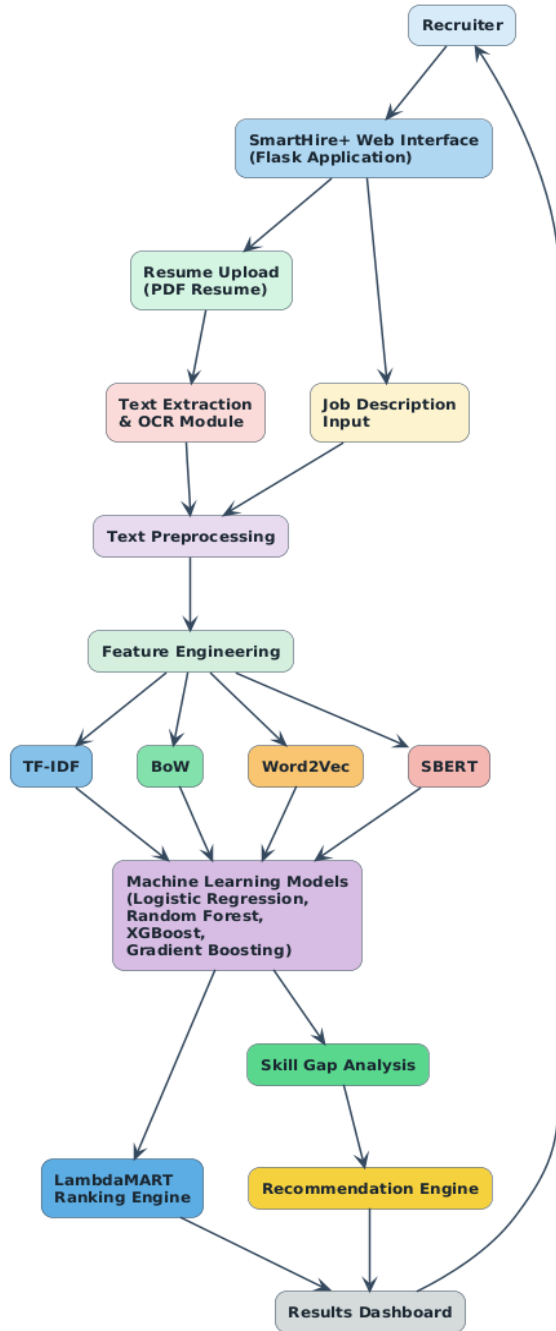 Recruiter
SmartHire+ Web Interface
(Flask Application)
Resume Upload
(PDF Resume)
Text Extraction
& OCR Module
Job Description
Input
Text Preprocessing
Feature Engineering
TF-IDF
BoW
Word2Vec
SBERT
Machine Learning Models
(Logistic Regression,
Random Forest,
XGBoost,
Gradient Boosting)
Skill Gap Analysis
LambdaMART
Ranking Engine
Recommendation Engine
Results Dashboard